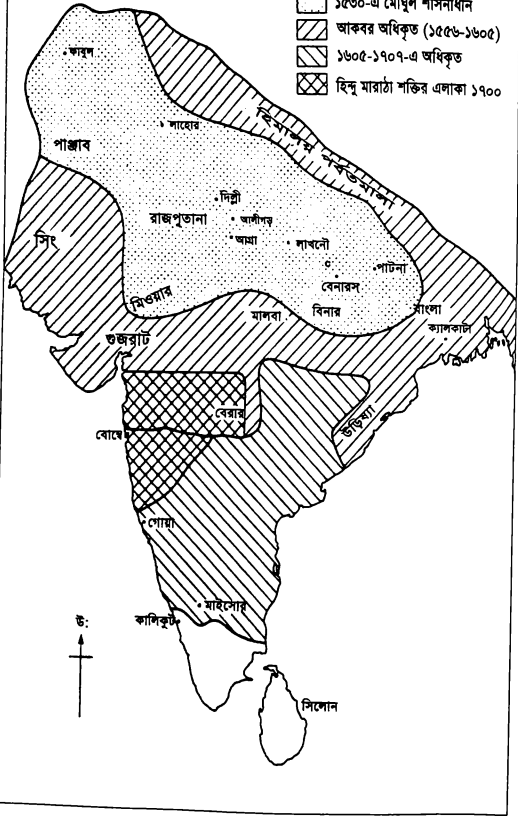 ১৫৩০-এ মোঘুল শাসনাধীন
আকবর অধিকৃত (১৫৫৬-১৬০৫)
১৬০৫-১৭০৭-এ অধিকৃত
হিন্দু মারাঠা শক্তির এলাকা ১৭০০
কাবুল
লাহোর
পাঞ্জাব
হিমালয় পর্বতমালা
দিল্লী
রাজপুতানা
আলীগড়
আগ্রা
লাখনৌ
সিং
পাটনা
বেনারস
মিওয়ার
মালবা
বিনার
বাংলা
ক্যালকাটা
গুজরাট
বেরার
উড়িষ্যা
বোম্বে
গোয়া
মাইসোর
কালিকুট
উ:
সিলোন